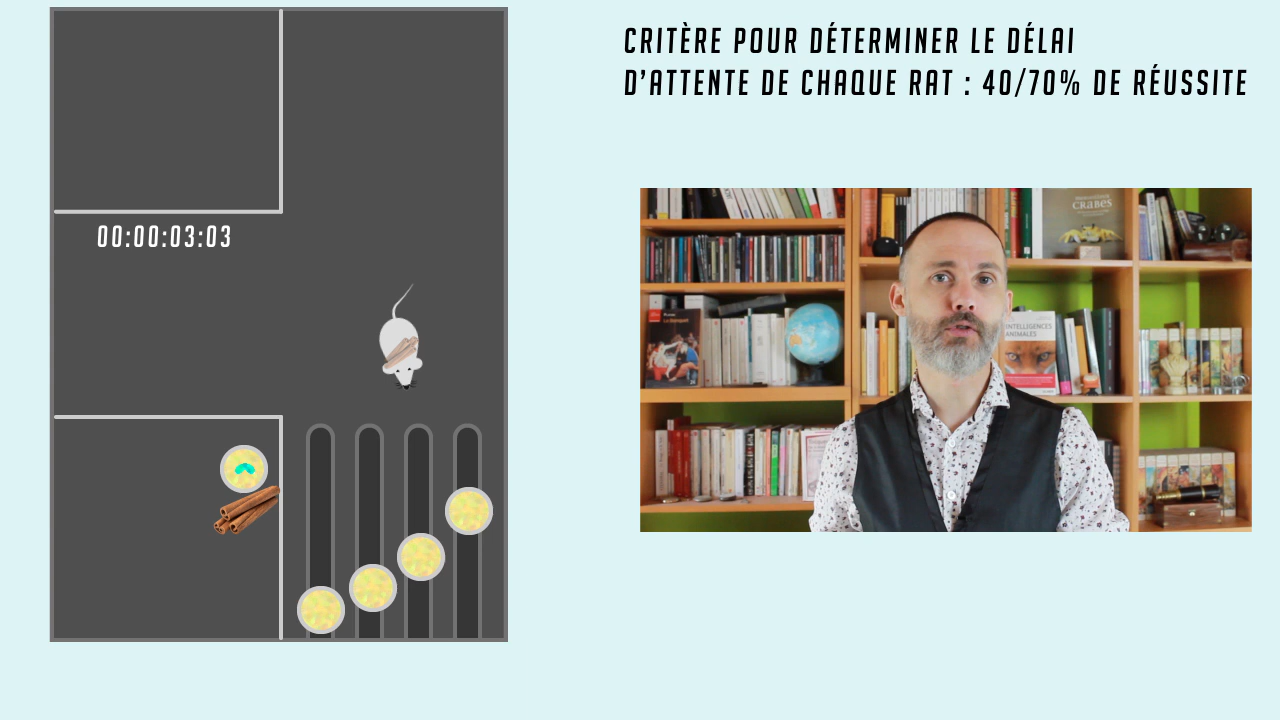 CRITÈRE POUR DÉTERMINER LE DÉLAI
D'ATTENTE DE CHAQUE RAT : 40/70% DE RÉUSSITE
00:00:03:03
CRABES
INTELLIGENCES
ANIMALES